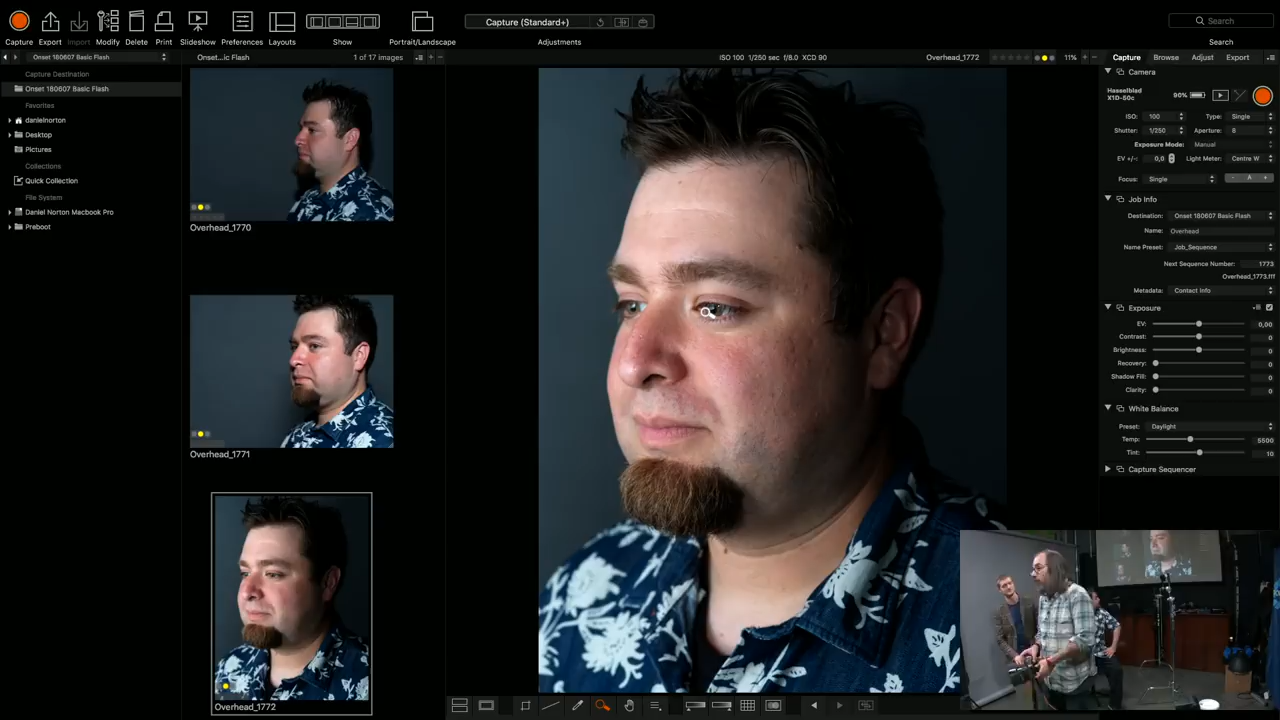 Capture Export Import Modify Delete Print Slideshow Preferences Layouts Show Portrait/Landscape
Capture (Standard+)
Adjustments
Search
Search
Onset 180607 Basic Flash
Onset...ic Flash
1 of 17 images
ISO 100 1/250 sec f/8.0 XCD 90
Overhead_1772
11%
Capture Browse Adjust Export
Capture Destination
Onset 180607 Basic Flash
Favorites
danielnorton
Desktop
Pictures
Collections
Quick Collection
File System
Daniel Norton Macbook Pro
Preboot
Overhead_1770
Overhead_1771
Overhead_1772
Camera
Hasselblad
X1D-50c
90%
ISO: 100 Type: Single
Shutter: 1/250 Aperture: 8
Exposure Mode: Manual
EV +/-: 0,0 Light Meter: Centre W
Focus: Single - A +
Job Info
Destination: Onset 180607 Basic Flash
Name: Overhead
Name Preset: Job_Sequence
Next Sequence Number: 1773
Overhead_1773.fff
Metadata: Contact Info
Exposure
EV: 0,00
Contrast: 0
Brightness: 0
Recovery: 0
Shadow Fill: 0
Clarity: 0
White Balance
Preset: Daylight
Temp: 5500
Tint: 10
Capture Sequencer